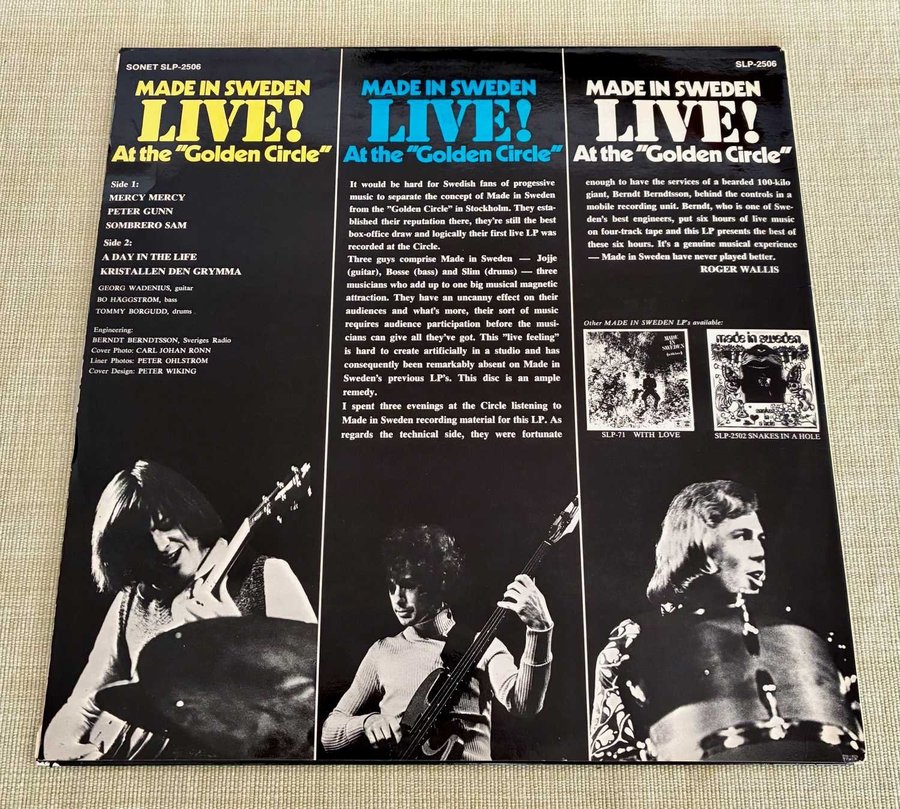 SONET SLP-2506
MADE IN SWEDEN
LIVE!
At the "Golden Circle"
Side 1:
MERCY MERCY
PETER GUNN
SOMBRERO SAM
Side 2:
A DAY IN THE LIFE
KRISTALLEN DEN GRYMMA
GEORG WADENIUS, guitar
BO HÄGGSTRÖM, bass
TOMMY BORGUDD, drums
Engineering:
BERNDT BERNDTSSON, Sveriges Radio
Cover Photo: CARL JOHAN RÖNN
Liner Photos: PETER OHLSTRÖM
Cover Design: PETER WIKING
MADE IN SWEDEN
LIVE!
At the "Golden Circle"
It would be hard for Swedish fans of progessive
music to separate the concept of Made in Sweden
from the "Golden Circle" in Stockholm. They esta-
blished their reputation there, they're still the best
box-office draw and logically their first live LP was
recorded at the Circle.
Three guys comprise Made in Sweden — Jojje
(guitar), Bosse (bass) and Slim (drums) — three
musicians who add up to one big musical magnetic
attraction. They have an uncanny effect on their
audiences and what's more, their sort of music
requires audience participation before the musi-
cians can give all they've got. This "live feeling"
is hard to create artificially in a studio and has
consequently been remarkably absent on Made in
Sweden's previous LP's. This disc is an ample
remedy.
I spent three evenings at the Circle listening to
Made in Sweden recording material for this LP. As
regards the technical side, they were fortunate
SLP-2506
MADE IN SWEDEN
LIVE!
At the "Golden Circle"
enough to have the services of a bearded 100-kilo
giant, Berndt Berndtsson, behind the controls in a
mobile recording unit. Berndt, who is one of Swe-
den's best engineers, put six hours of live music
on four-track tape and this LP presents the best of
these six hours. It's a genuine musical experience
— Made in Sweden have never played better.
ROGER WALLIS
Other MADE IN SWEDEN LP's available:
MADE
IN
SWEDEN
made in sweden
SLP-71 WITH LOVE
SLP-2502 SNAKES IN A HOLE